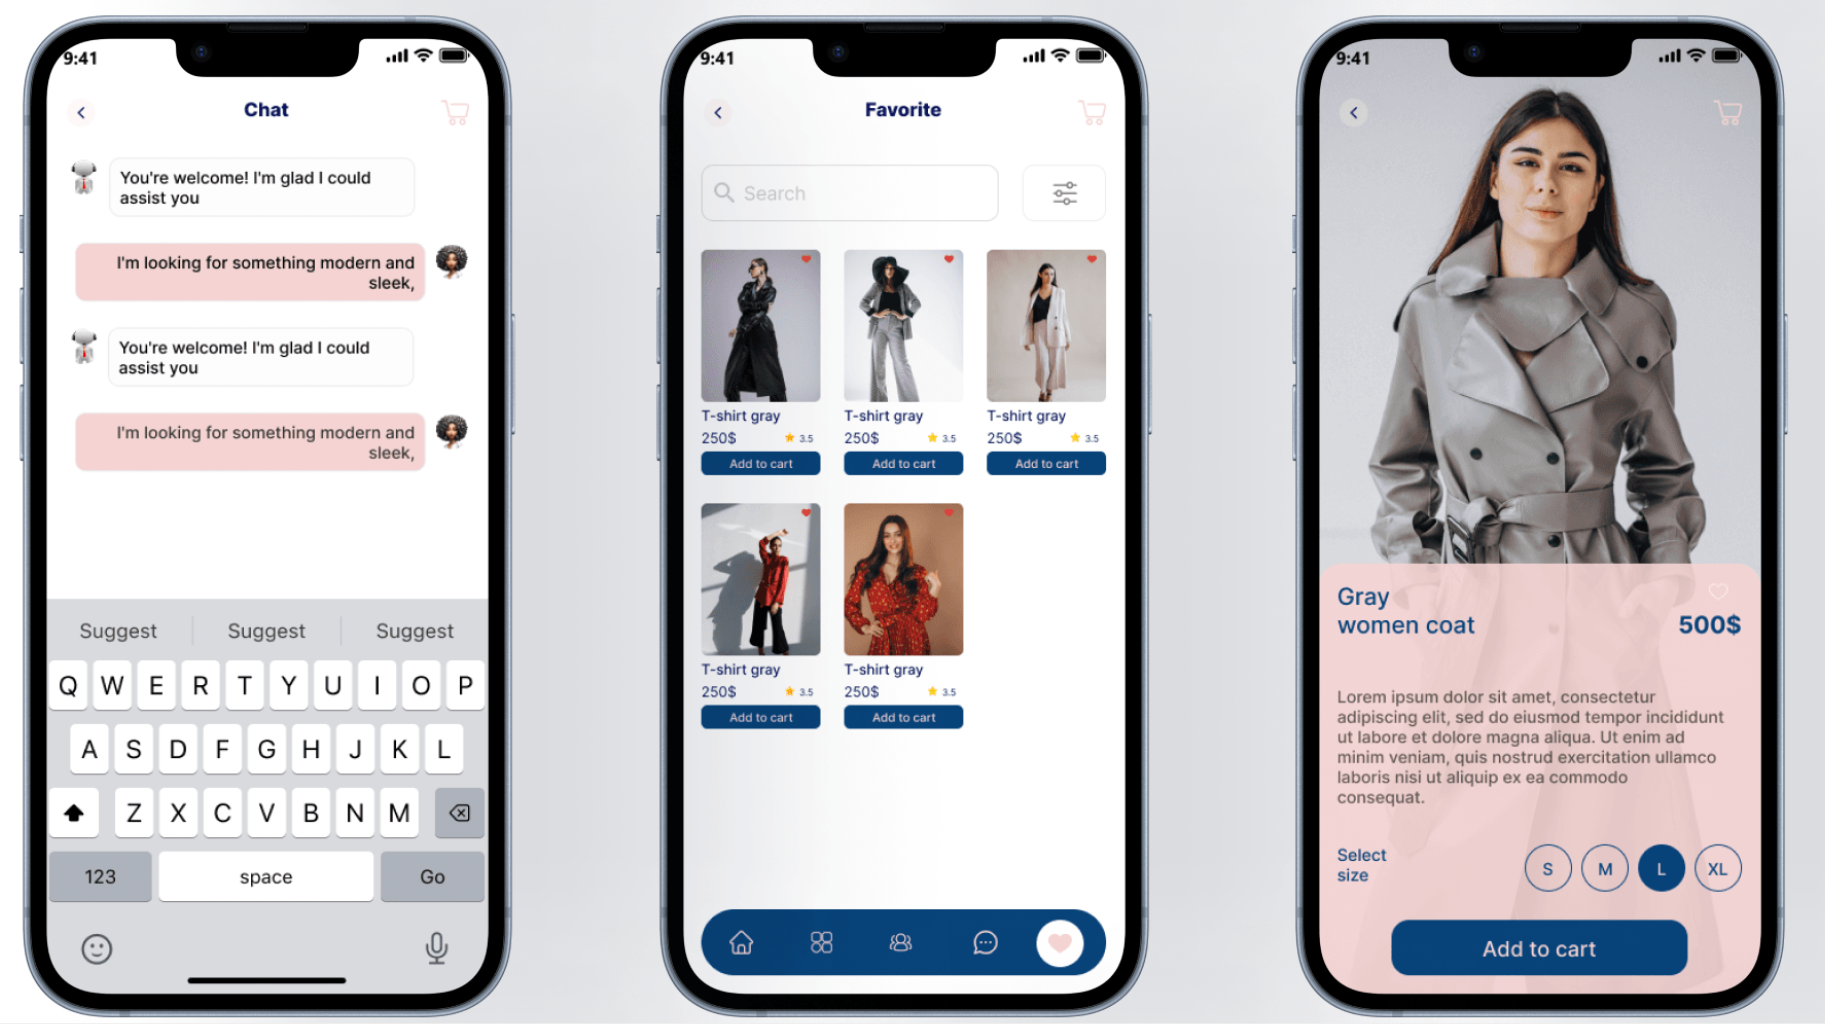 9:41
Chat
You're welcome! I'm glad I could
assist you
I'm looking for something modern and
sleek,
You're welcome! I'm glad I could
assist you
I'm looking for something modern and
sleek,
Suggest Suggest Suggest
Q W E R T Y U I O P
A S D F G H J K L
Z X C V B N M
123 space Go
9:41
Favorite
Search
T-shirt gray T-shirt gray T-shirt gray
250$ 3.5 250$ 3.5 250$ 3.5
Add to cart Add to cart Add to cart
T-shirt gray T-shirt gray
250$ 3.5 250$ 3.5
Add to cart Add to cart
9:41
Gray
women coat 500$
Lorem ipsum dolor sit amet, consectetur
adipiscing elit, sed do eiusmod tempor incididunt
ut labore et dolore magna aliqua. Ut enim ad
minim veniam, quis nostrud exercitation ullamco
laboris nisi ut aliquip ex ea commodo
consequat.
Select
size S M L XL
Add to cart